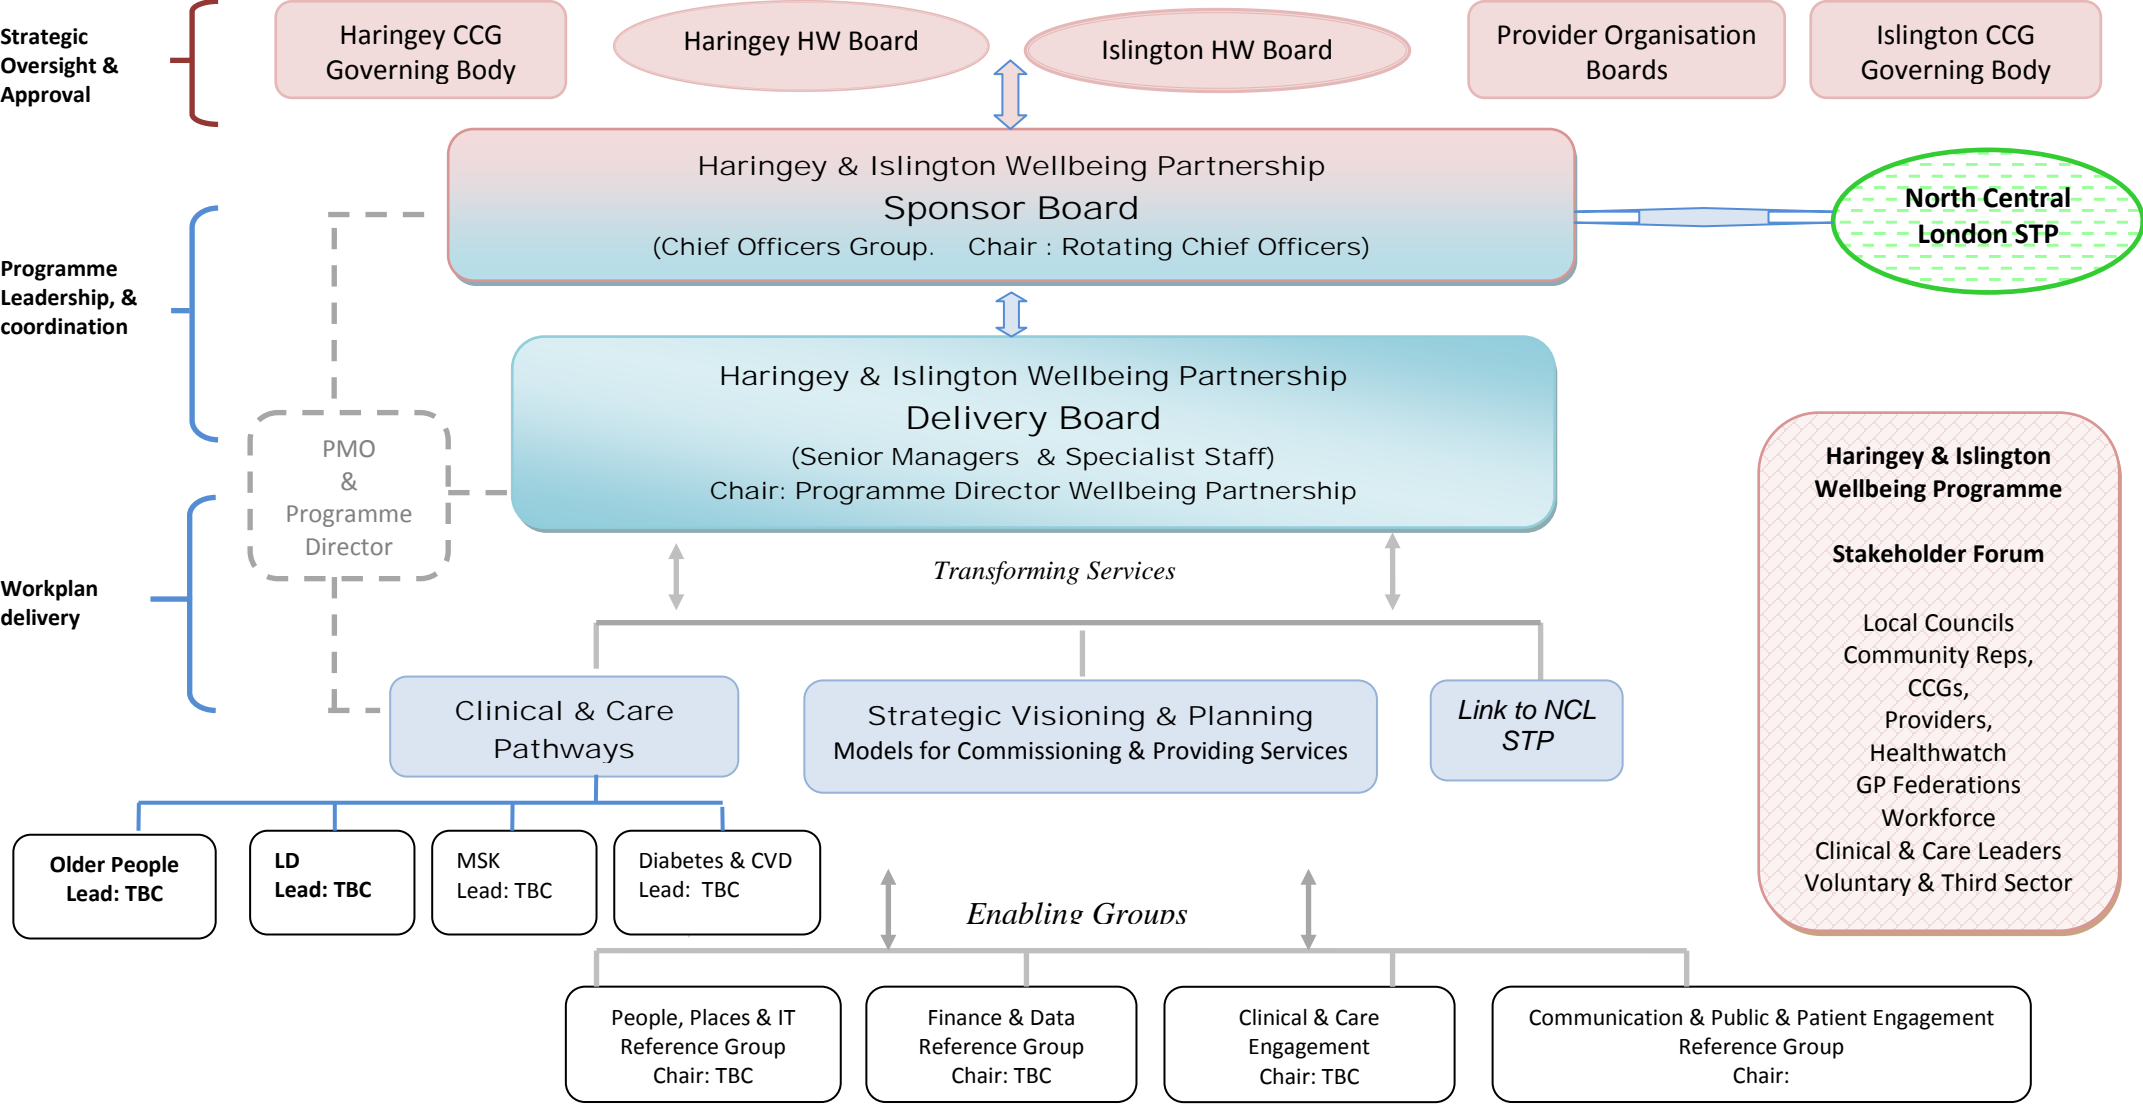 Strategic
Oversight &
Approval
Haringey CCG
Governing Body
Haringey HW Board
Islington HW Board
Provider Organisation
Boards
Islington CCG
Governing Body
Haringey & Islington Wellbeing Partnership
Sponsor Board
(Chief Officers Group. Chair : Rotating Chief Officers)
North Central
London STP
Programme
Leadership, &
coordination
Haringey & Islington Wellbeing Partnership
Delivery Board
(Senior Managers & Specialist Staff)
Chair: Programme Director Wellbeing Partnership
PMO
&
Programme
Director
Haringey & Islington
Wellbeing Programme
Stakeholder Forum
Local Councils
Community Reps,
CCGs,
Providers,
Healthwatch
GP Federations
Workforce
Clinical & Care Leaders
Voluntary & Third Sector
Workplan
delivery
Transforming Services
Clinical & Care
Pathways
Strategic Visioning & Planning
Models for Commissioning & Providing Services
Link to NCL
STP
Older People
Lead: TBC
LD
Lead: TBC
MSK
Lead: TBC
Diabetes & CVD
Lead: TBC
Enabling Groups
People, Places & IT
Reference Group
Chair: TBC
Finance & Data
Reference Group
Chair: TBC
Clinical & Care
Engagement
Chair: TBC
Communication & Public & Patient Engagement
Reference Group
Chair: